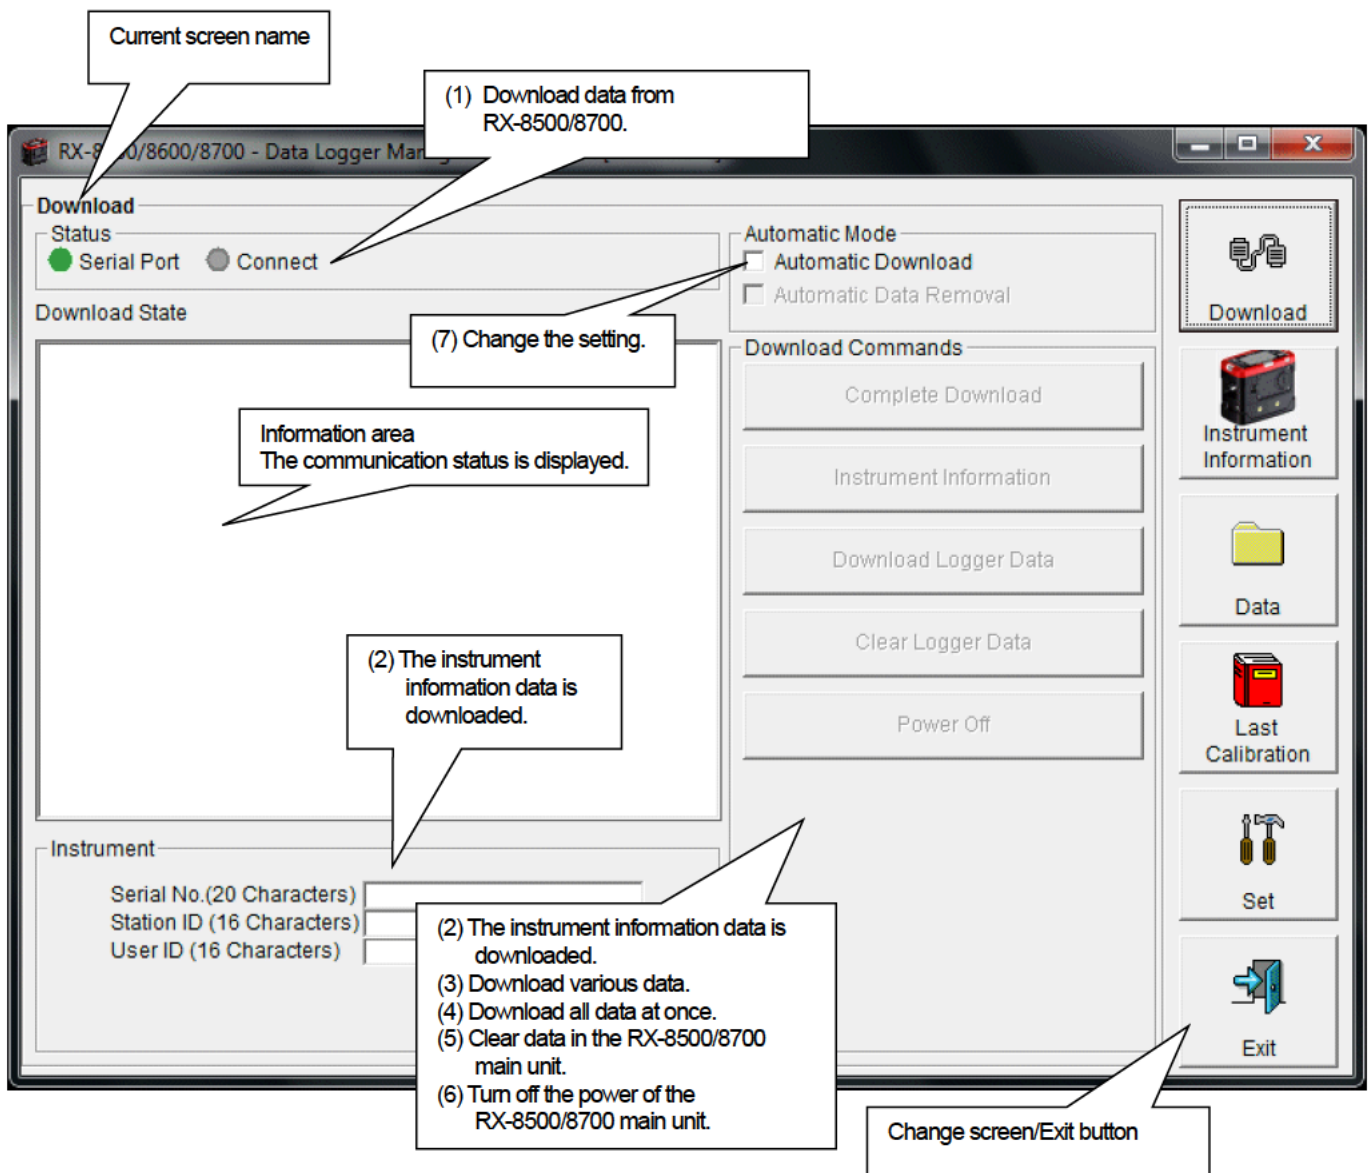 Current screen name
(1) Download data from
RX-8500/8700.
RX-8 00/8600/8700 - Data Logger
Download
Status
Serial Port
Connect
Automatic Mode
Automatic Download
Automatic Data Removal
Download State
(7) Change the setting.
Download Commands
Complete Download
Instrument Information
Download Logger Data
Clear Logger Data
Power Off
Information area
The communication status is displayed.
(2) The instrument
information data is
downloaded.
Instrument
Serial No.(20 Characters)
Station ID (16 Characters)
User ID (16 Characters)
(2) The instrument information data is
downloaded.
(3) Download various data.
(4) Download all data at once.
(5) Clear data in the RX-8500/8700
main unit.
(6) Turn off the power of the
RX-8500/8700 main unit.
Download
Instrument
Information
Data
Last
Calibration
Set
Exit
Change screen/Exit button